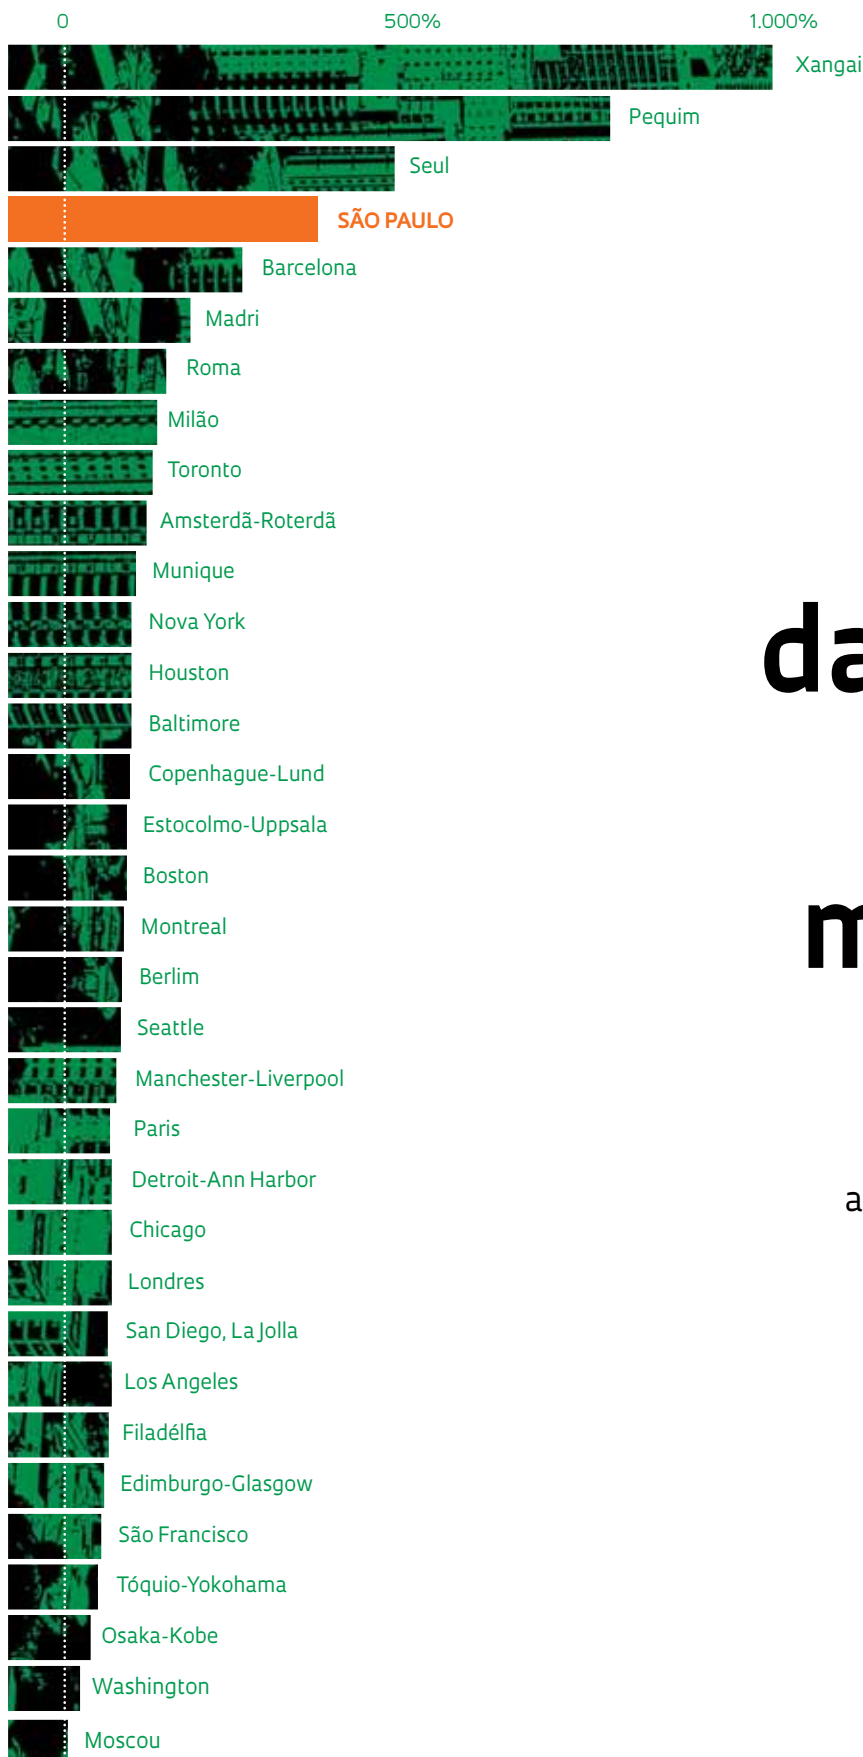 0 500% 1.000%
Xangai
Pequim
Seul
SÃO PAULO
Barcelona
Madri
Roma
Milão
Toronto
Amsterdã-Roterdã
Munique
Nova York
da
Houston
Baltimore
Copenhague-Lund
Estocolmo-Uppsala
Boston
Montreal
m
Berlim
Seattle
Manchester-Liverpool
Paris
Detroit-Ann Harbor
a
Chicago
Londres
San Diego, La Jolla
Los Angeles
Filadélfia
Edimburgo-Glasgow
São Francisco
Tóquio-Yokohama
Osaka-Kobe
Washington
Moscou